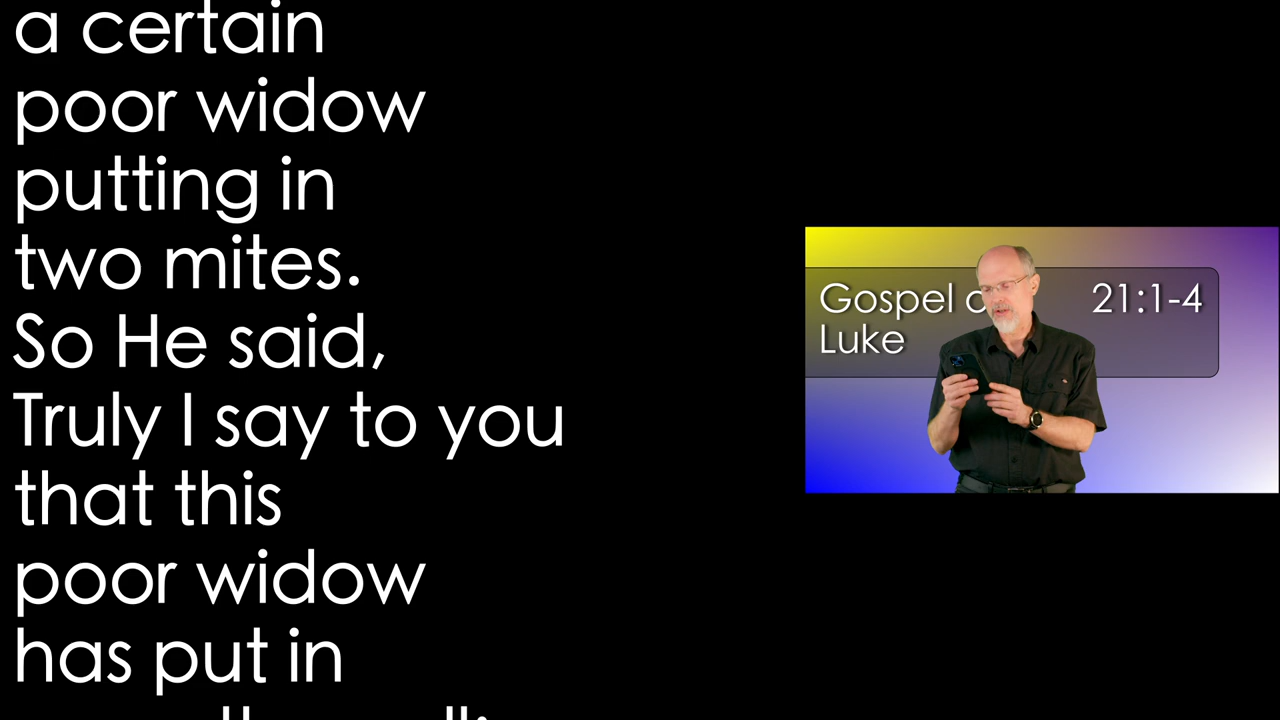 a certain
poor widow
putting in
two mites.
So He said,
Truly I say to you
that this
poor widow
has put in
Gospel
21:1-4
Luke